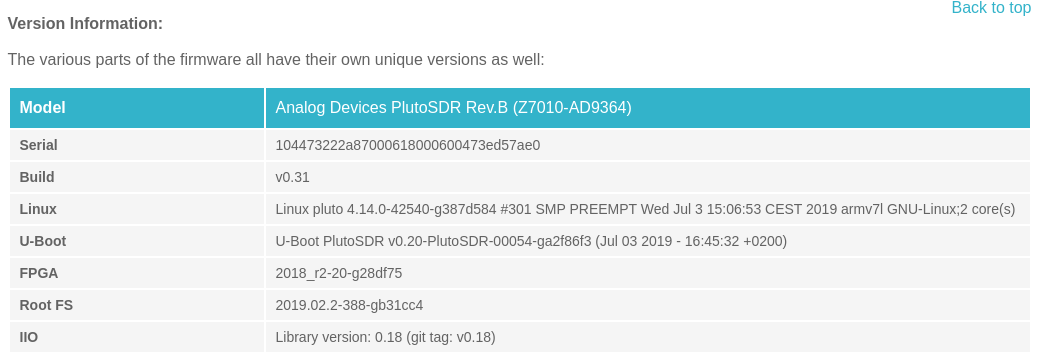 Back to top
Version Information:
The various parts of the firmware all have their own unique versions as well:
Model Analog Devices PlutoSDR Rev.B (Z7010-AD9364)
Serial 104473222a87000618000600473ed57ae0
Build v0.31
Linux Linux pluto 4.14.0-42540-g387d584 #301 SMP PREEMPT Wed Jul 3 15:06:53 CEST 2019 armv7l GNU-Linux;2 core(s)
U-Boot U-Boot PlutoSDR v0.20-PlutoSDR-00054-ga2f86f3 (Jul 03 2019 - 16:45:32 +0200)
FPGA 2018_r2-20-g28df75
Root FS 2019.02.2-388-gb31cc4
IIO Library version: 0.18 (git tag: v0.18)